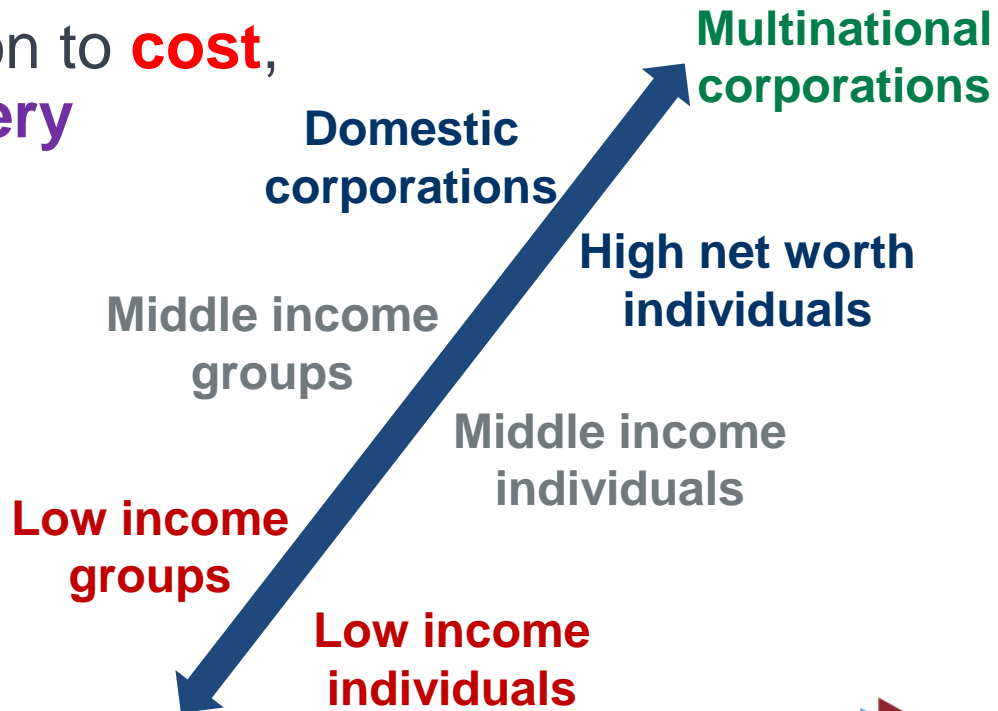 on to cost,
ery
Multinational
corporations
Domestic
corporations
High net worth
individuals
Middle income
groups
Middle income
individuals
Low income
groups
Low income
individuals